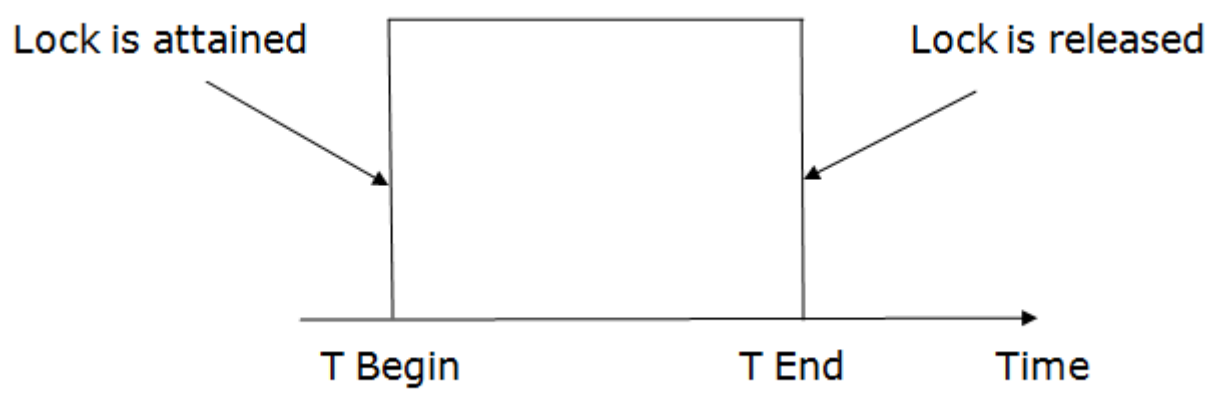 Lock is attained
Lock is released
T Begin
T End
Time